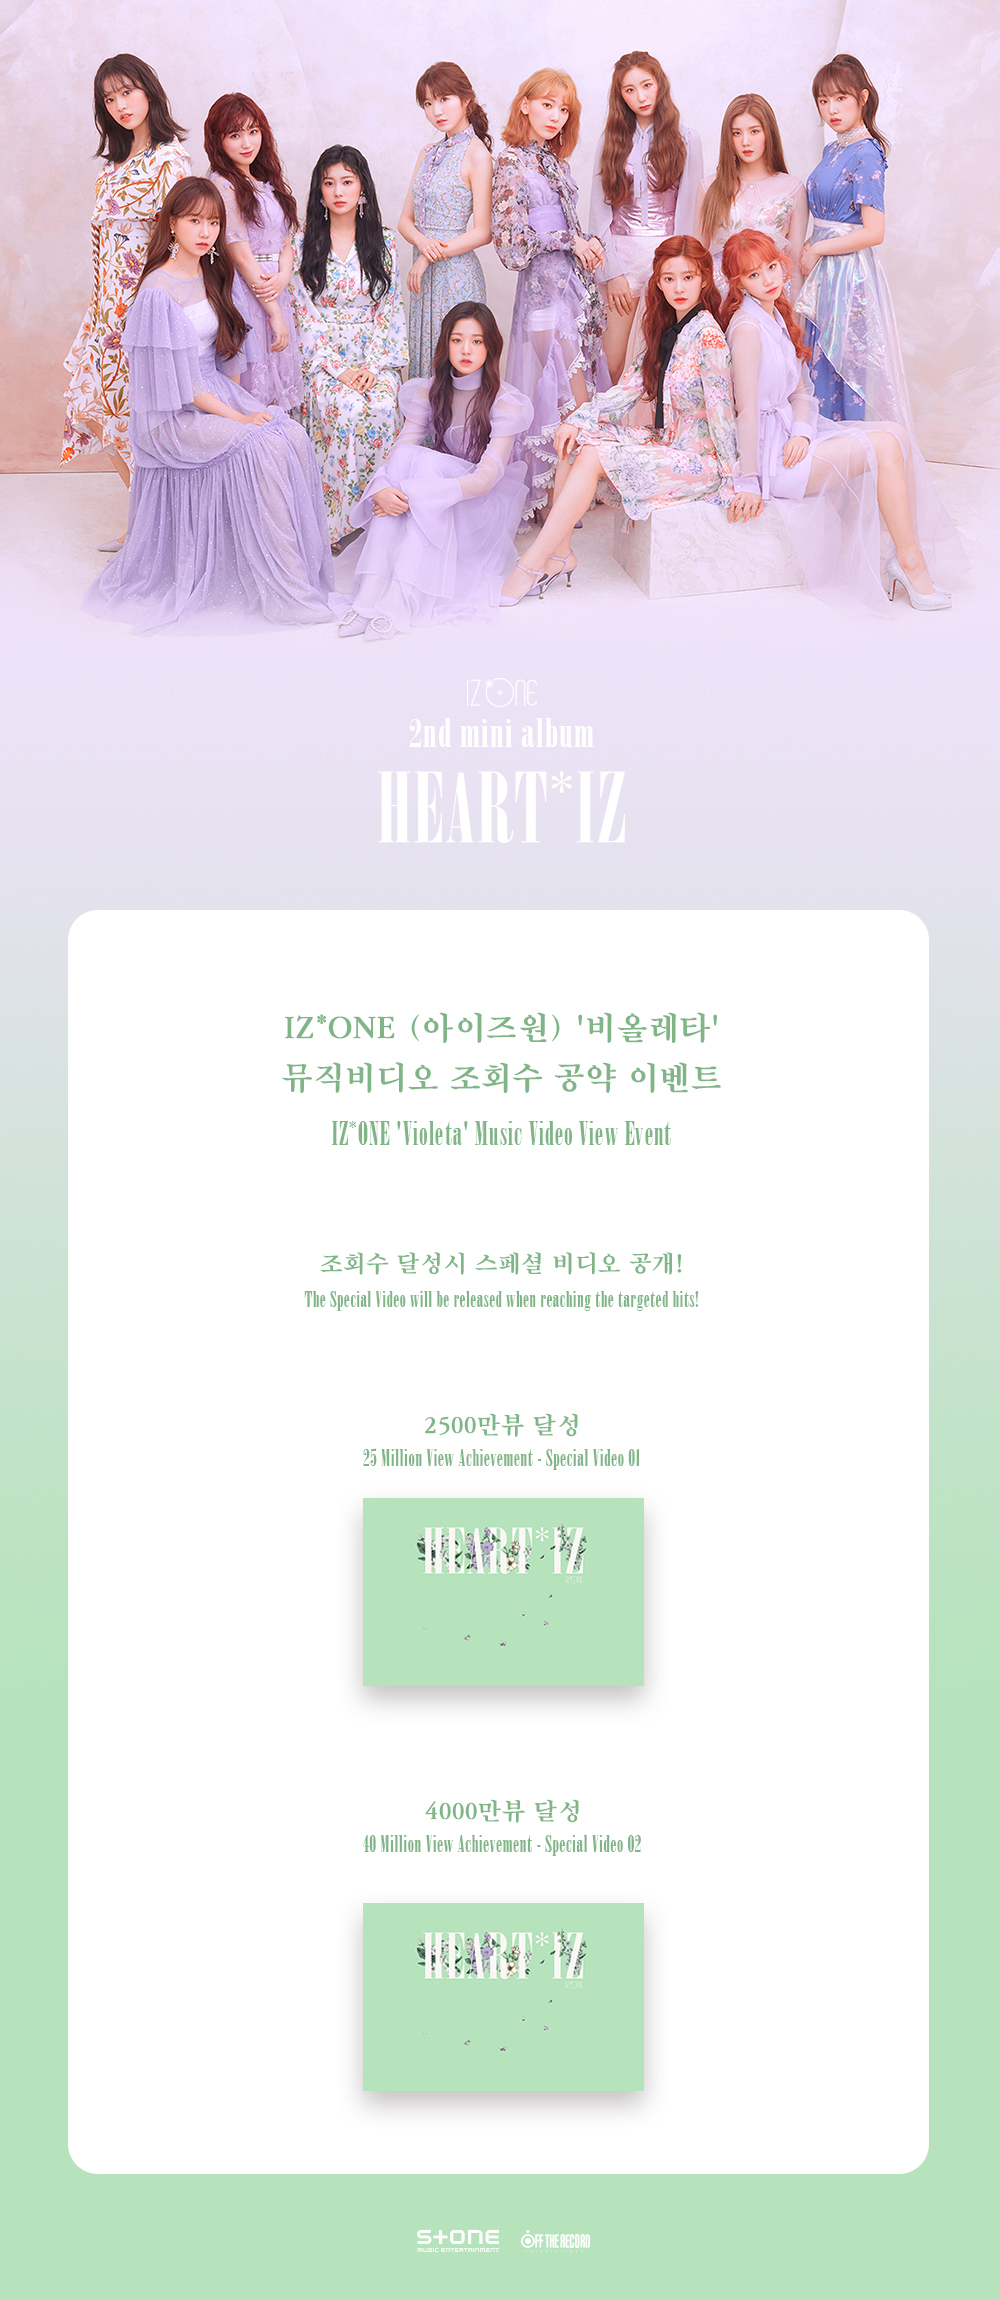 IZ*ONE
2nd mini album
HEART*IZ
IZ*ONE (아이즈원) '비올레타'
뮤직비디오 조회수 공약 이벤트
IZ*ONE 'Violeta' Music Video View Event
조회수 달성시 스페셜 비디오 공개!
The Special Video will be released when reaching the targeted hits!
2500만뷰 달성
25 Million View Achievement - Special Video 01
HEART*IZ
IZ*ONE
4000만뷰 달성
40 Million View Achievement - Special Video 02
HEART*IZ
IZ*ONE
STONE
MUSIC ENTERTAINMENT
OFF THE RECORD